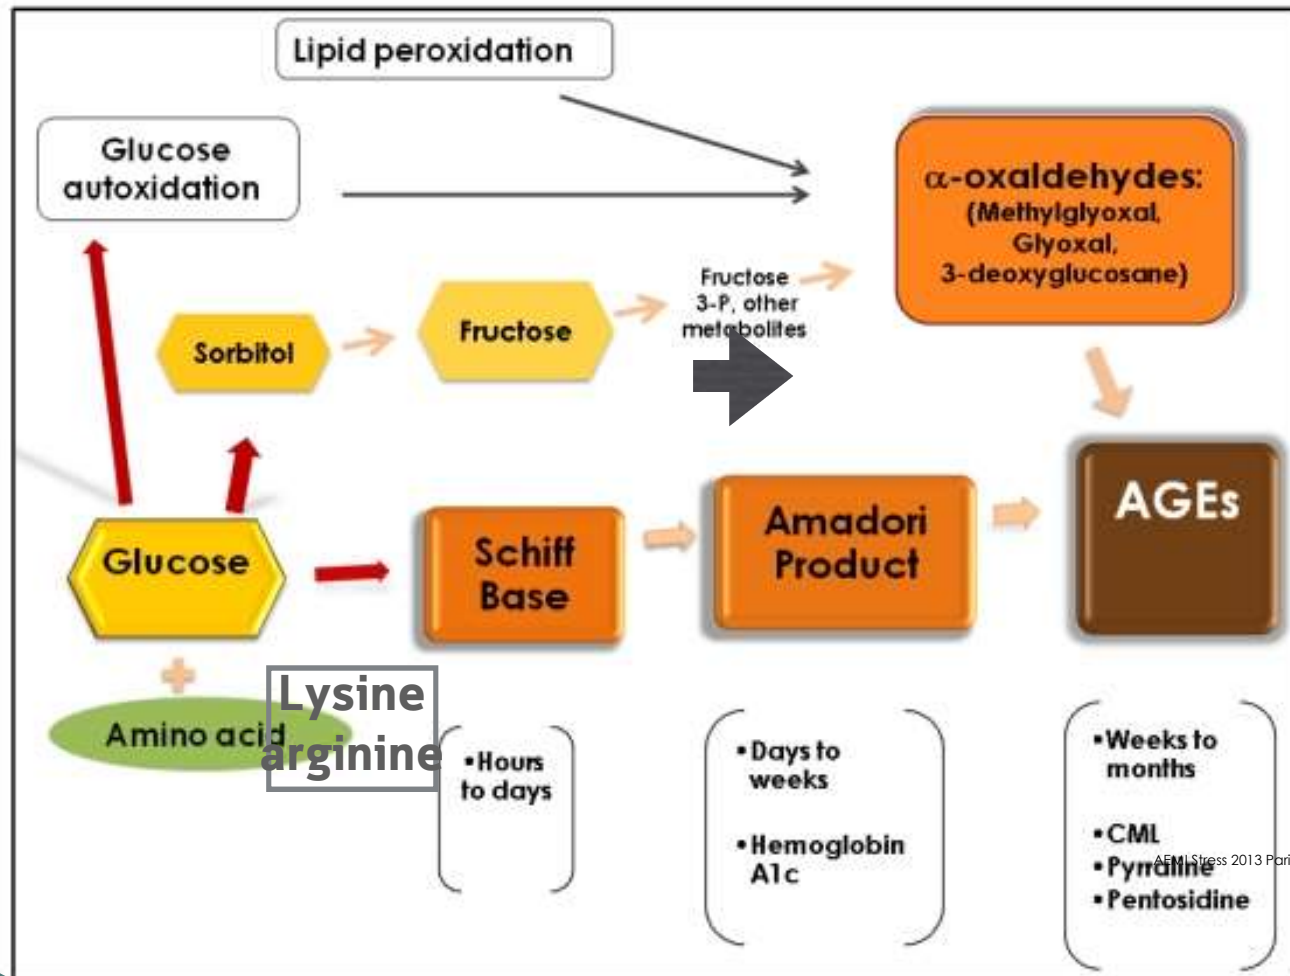 Lipid peroxidation
Glucose
autoxidation
α-oxaldehydes:
(Methylglyoxal,
Glyoxal,
3-deoxyglucosane)
Fructose
3-P, other
metabolites
Fructose
Sorbitol
Glucose
Schiff
Base
Amadori
Product
AGEs
Amino acid
Lysine
arginine
▪Hours
to days
▪Days to
weeks
▪Hemoglobin
A1c
▪Weeks to
months
▪CML
▪Pyrraline
▪Pentosidine
Stress 2013 Pari